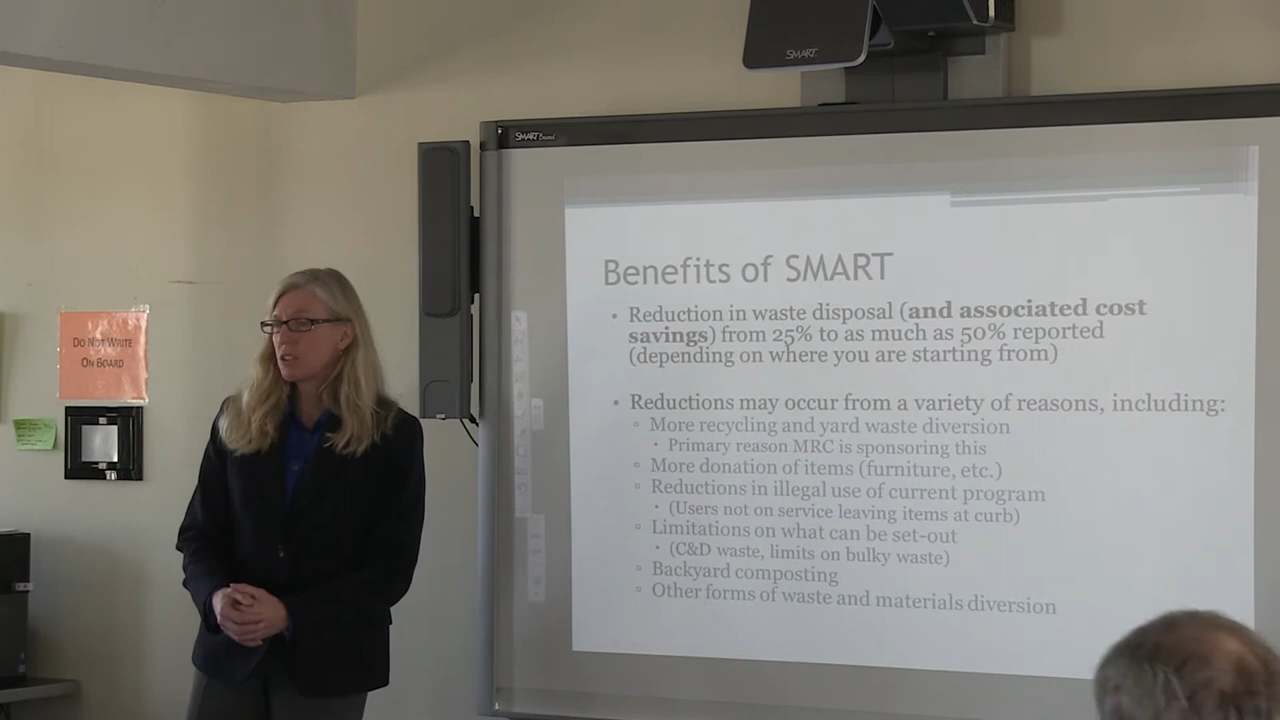 SMART
SMART Board
DO NOT WRITE
ON BOARD
Benefits of SMART
• Reduction in waste disposal (and associated cost
savings) from 25% to as much as 50% reported
(depending on where you are starting from)
• Reductions may occur from a variety of reasons, including:
▫ More recycling and yard waste diversion
• Primary reason MRC is sponsoring this
▫ More donation of items (furniture, etc.)
▫ Reductions in illegal use of current program
• (Users not on service leaving items at curb)
▫ Limitations on what can be set-out
• (C&D waste, limits on bulky waste)
▫ Backyard composting
▫ Other forms of waste and materials diversion